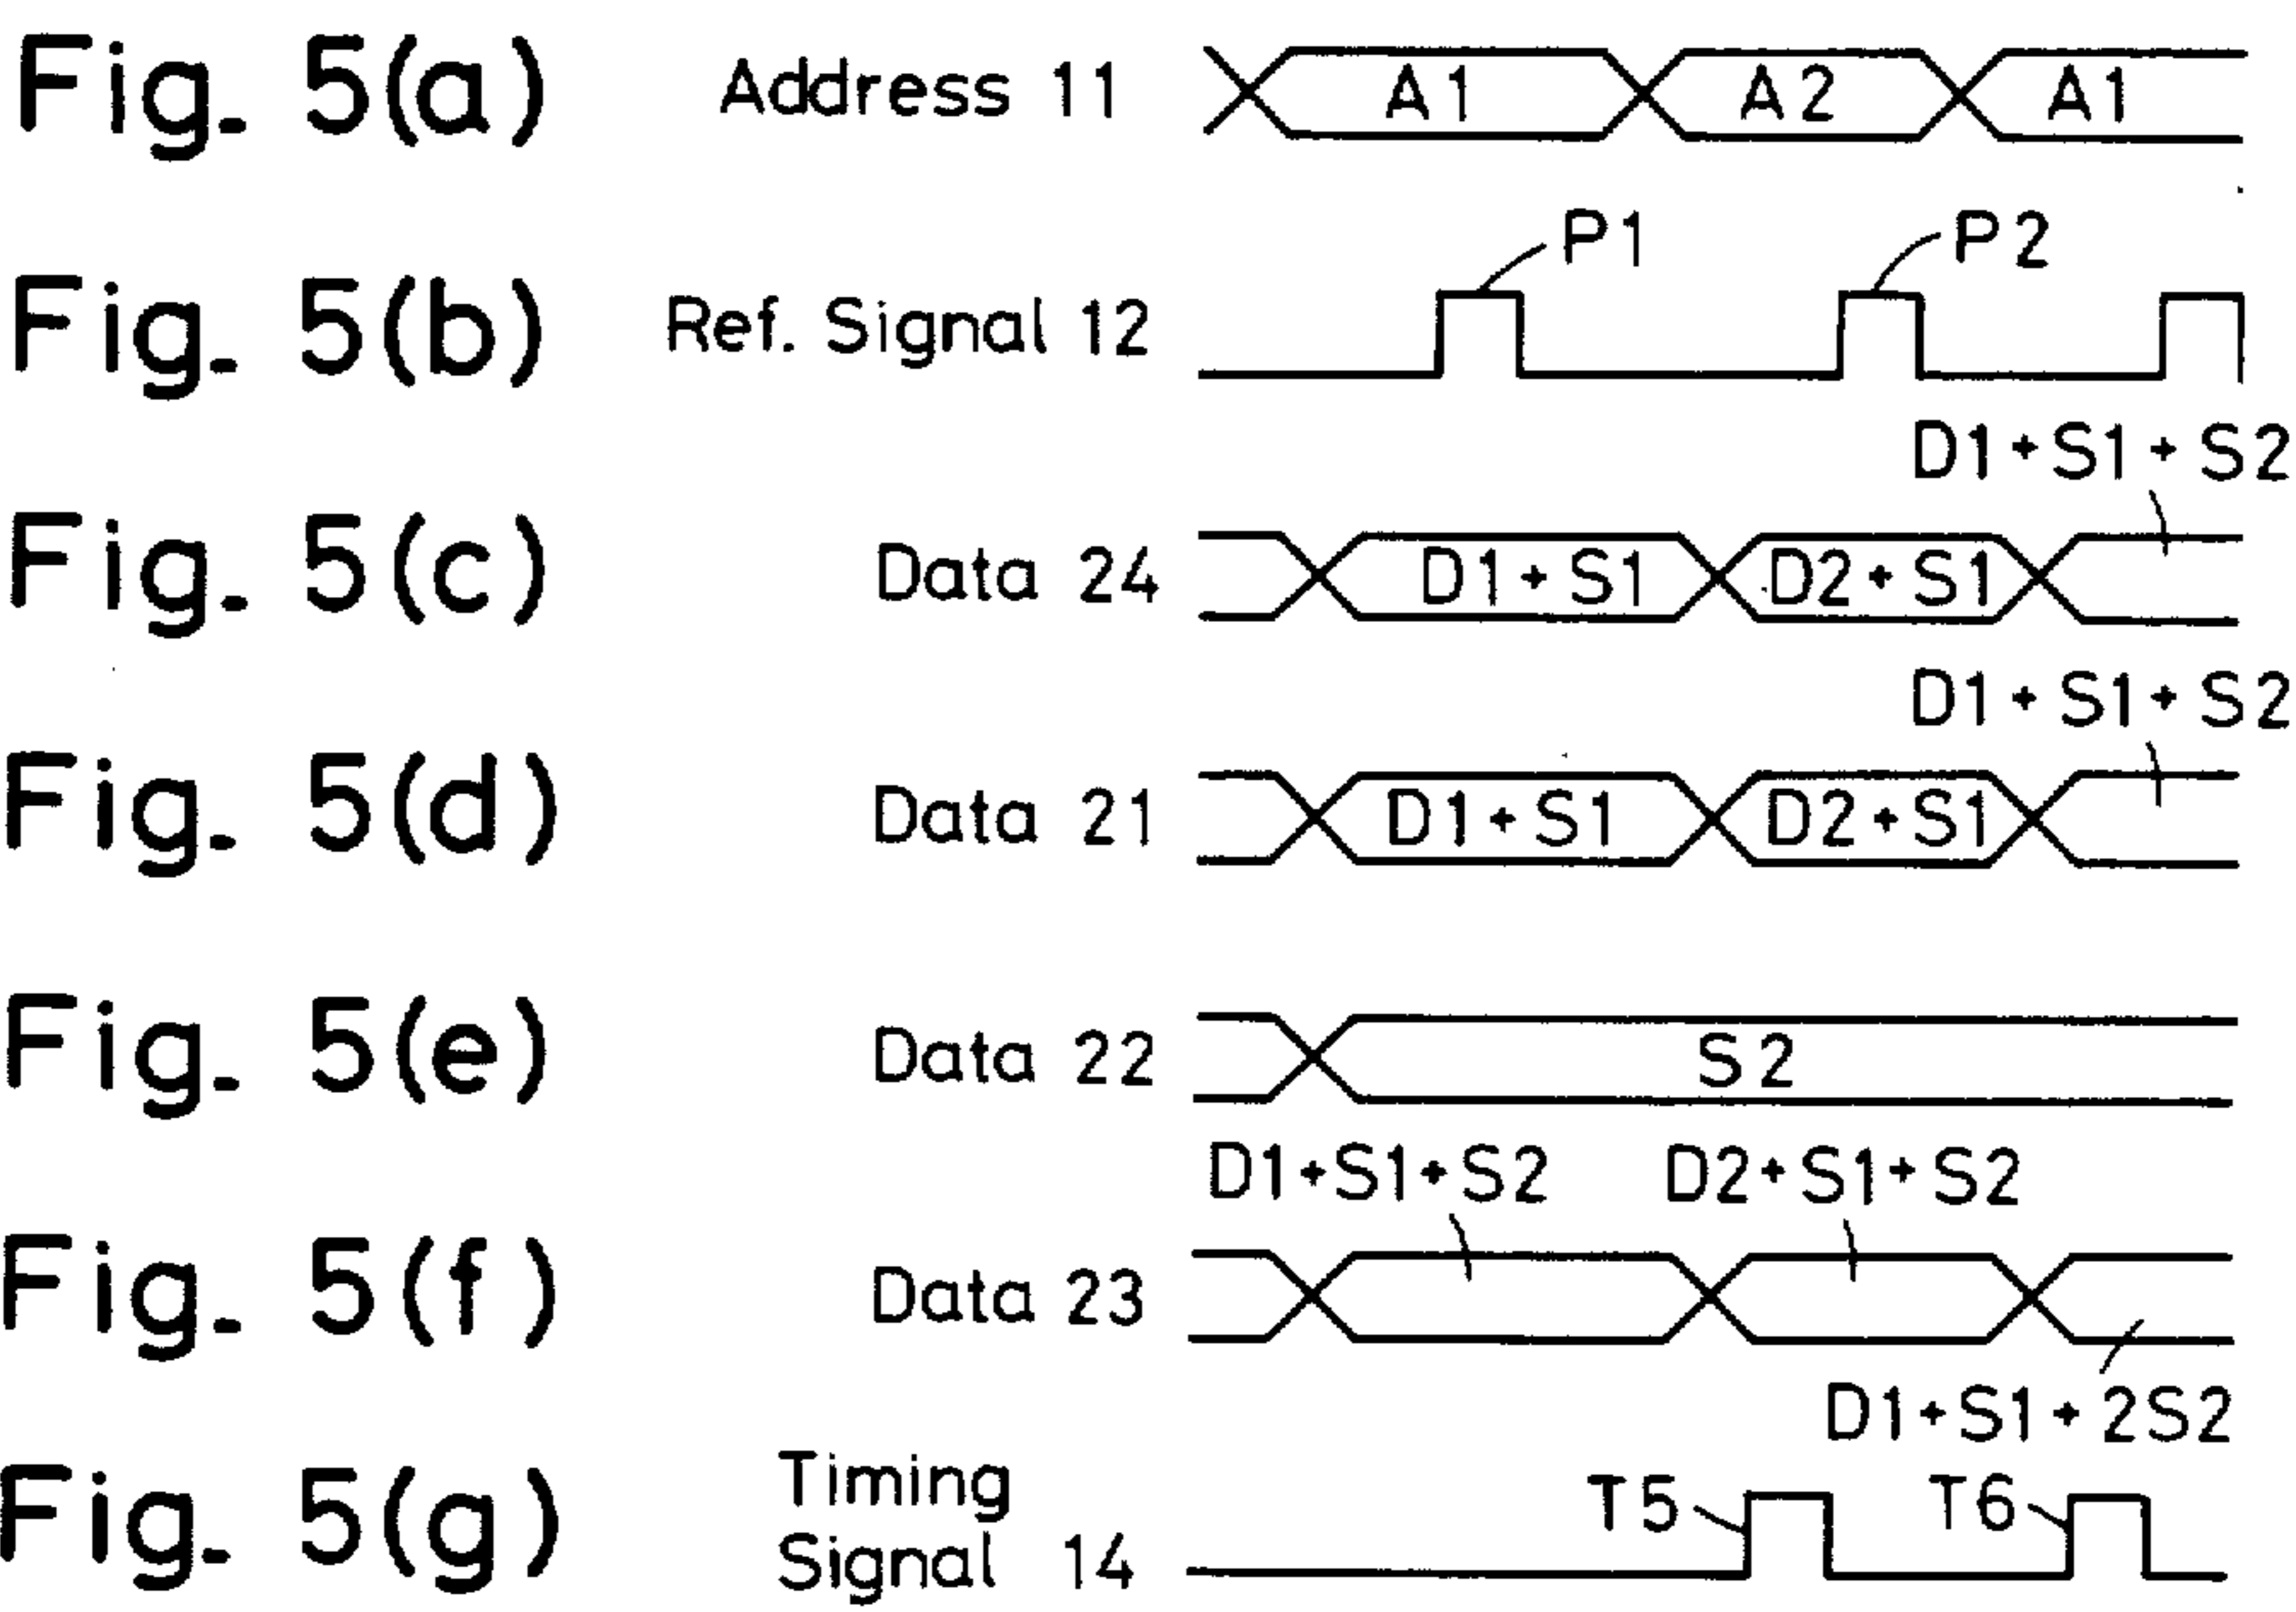 Fig. 5(a) Address 11 A1 A2 A1
P1 P2
Fig. 5(b) Ref. Signal 12
D1+S1+S2
Fig. 5(c) Data 24 D1+S1 D2+S1
D1+S1+S2
Fig. 5(d) Data 21 D1+S1 D2+S1
Fig. 5(e) Data 22 S2
D1+S1+S2 D2+S1+S2
Fig. 5(f) Data 23
D1+S1+2S2
Fig. 5(g) Timing Signal 14 T5 T6